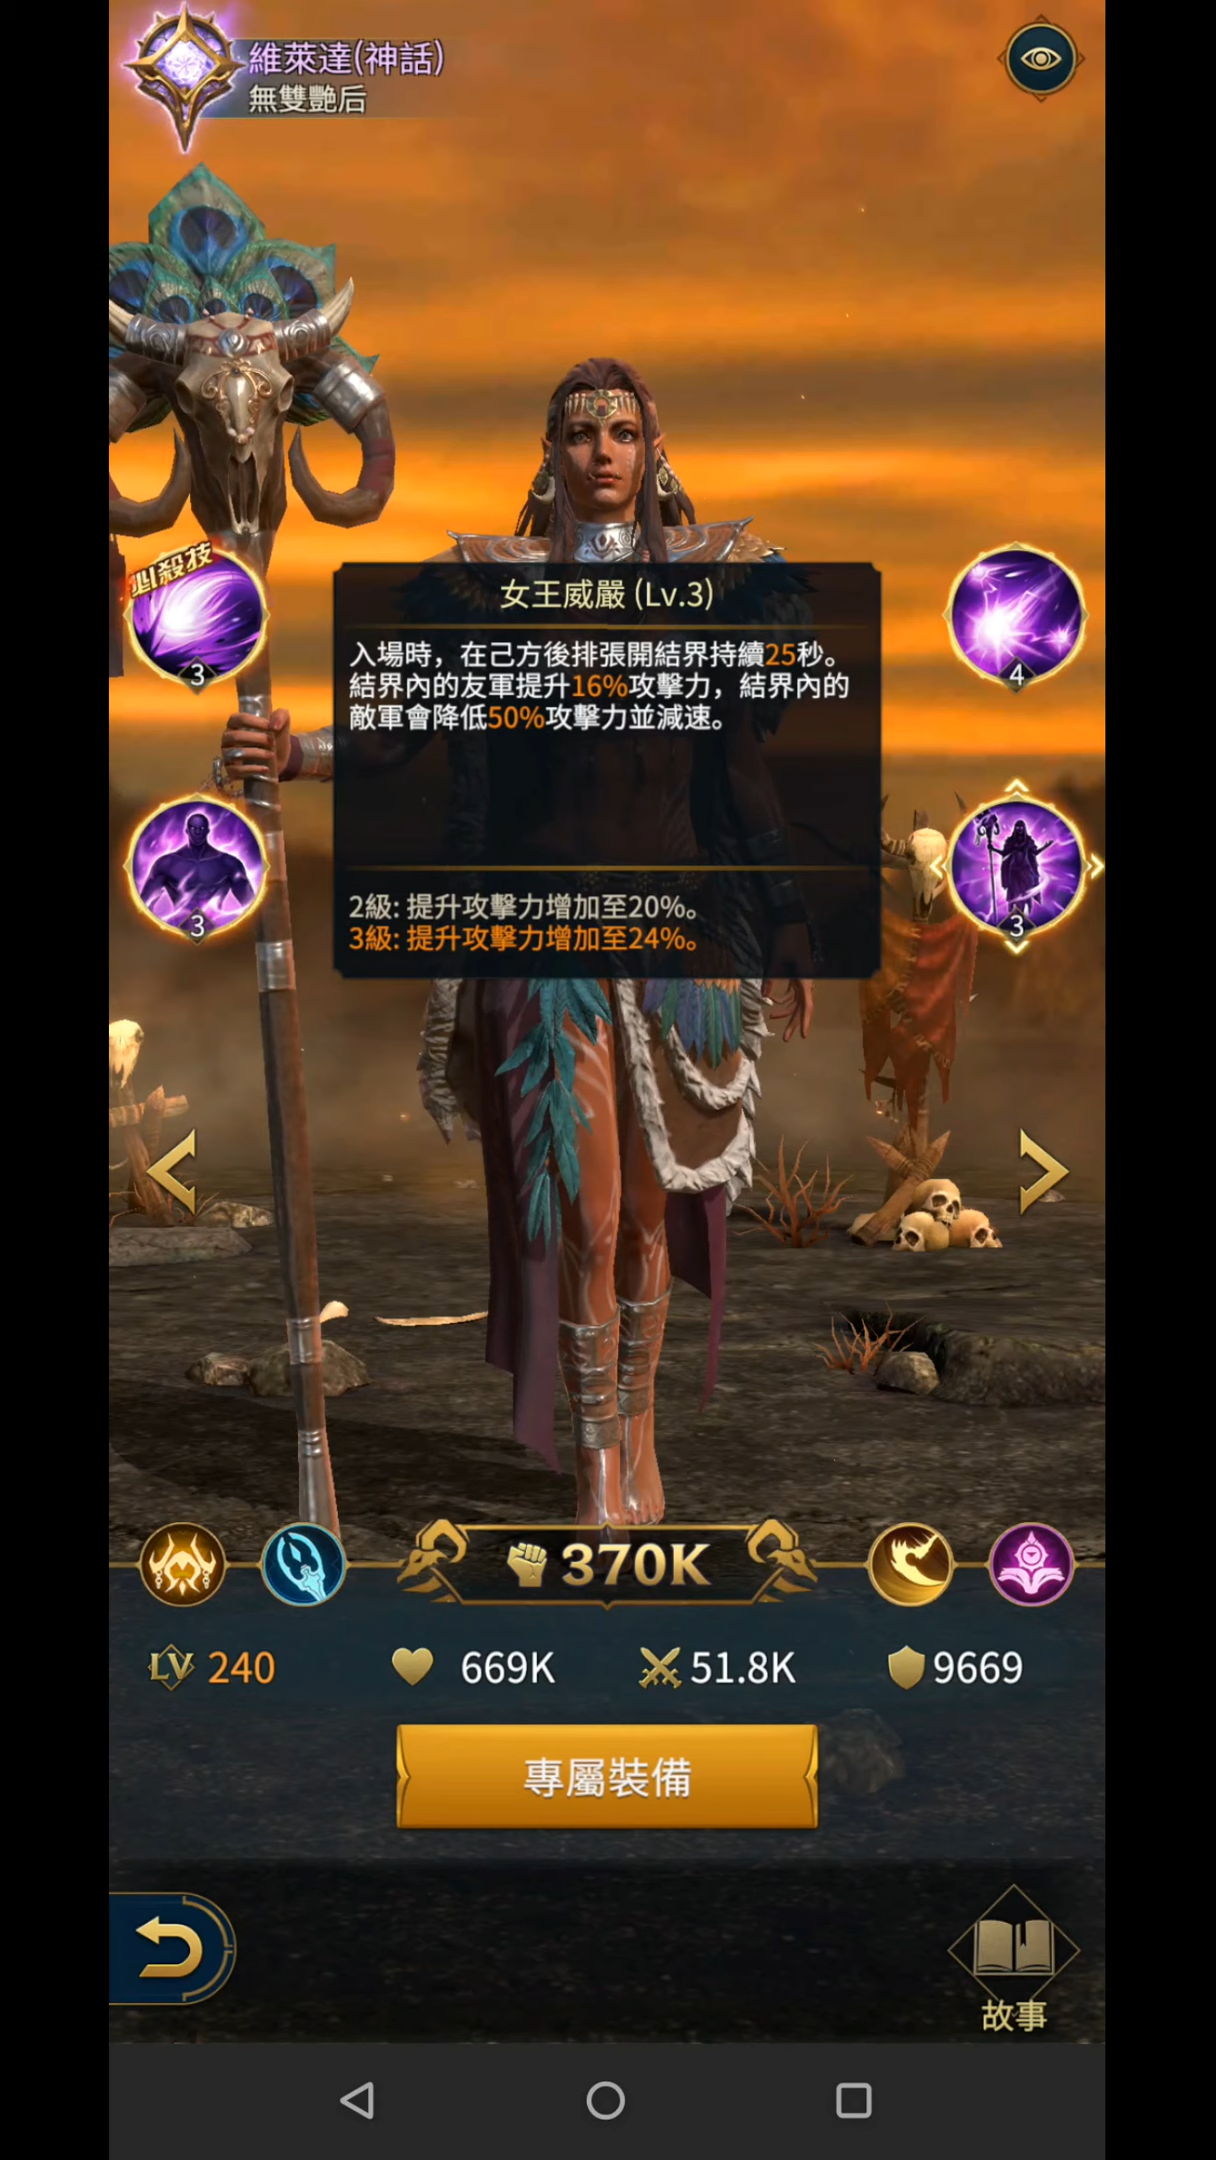 維萊達(神話)
無雙艷后
必殺技
3
4
3
3
女王威嚴 (Lv.3)
入場時，在己方後排張開結界持續25秒。
結界內的友軍提升16%攻擊力，結界內的
敵軍會降低50%攻擊力並減速。
2級: 提升攻擊力增加至20%。
3級: 提升攻擊力增加至24%。
370K
LV 240
669K
51.8K
9669
專屬裝備
故事